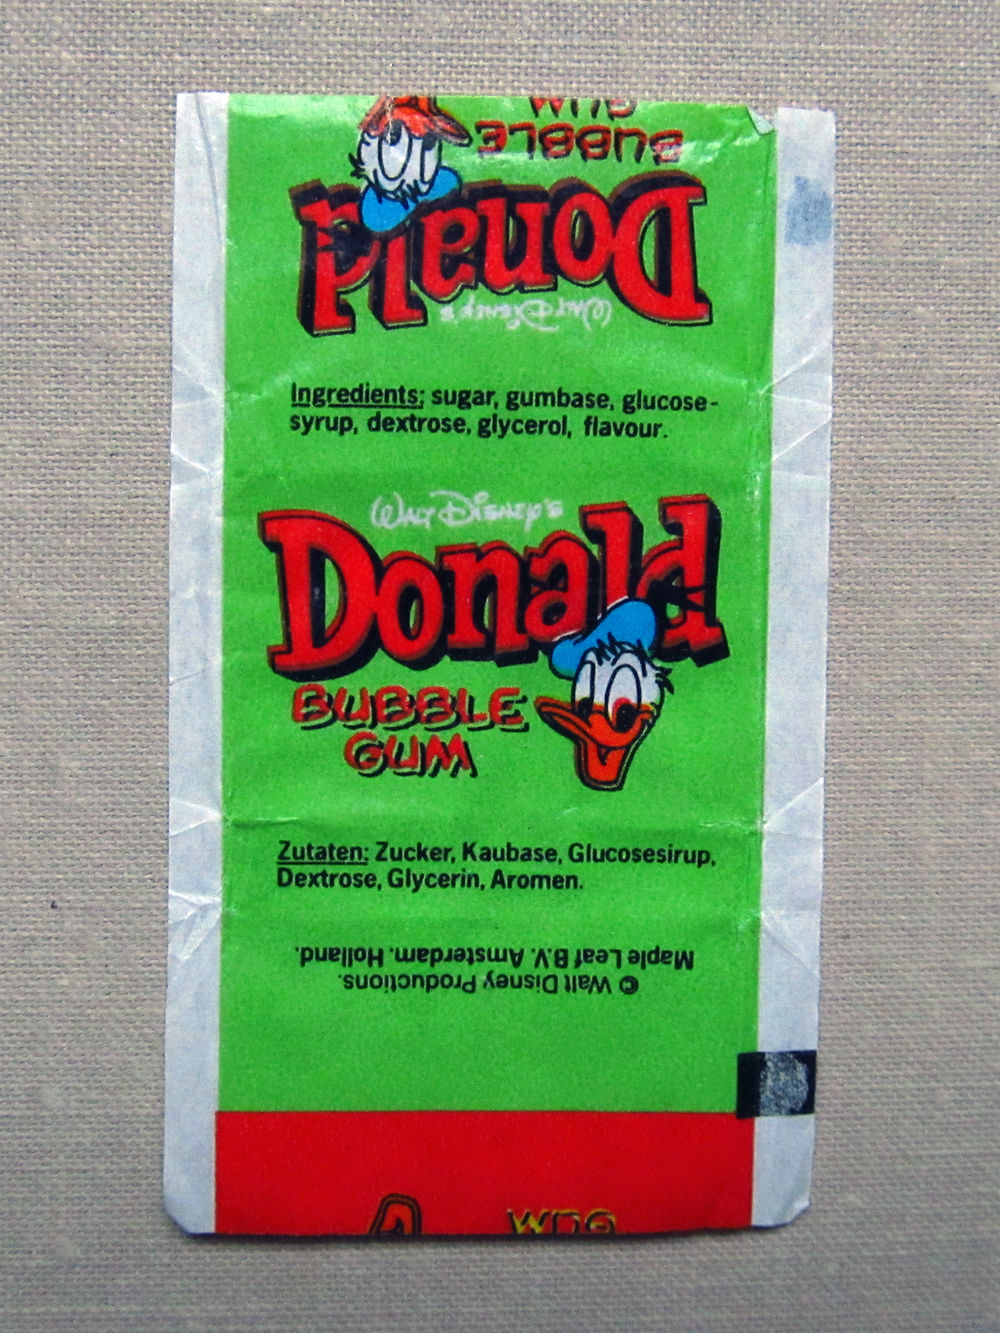 GUM
BUBBLE
Donald
Walt Disney's
Ingredients: sugar, gumbase, glucose-
syrup, dextrose, glycerol, flavour.
Walt Disney's
Donald
BUBBLE
GUM
Zutaten: Zucker, Kaubase, Glucosesirup,
Dextrose, Glycerin, Aromen.
© Walt Disney Productions.
Maple Leaf B.V. Amsterdam. Holland.
GUM